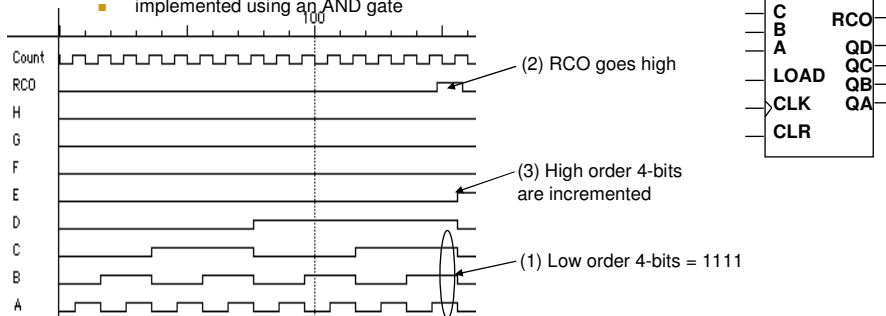 ▪ implemented using an AND gate
100
Count
RCO
H
G
F
E
D
C
B
A
(2) RCO goes high
(3) High order 4-bits
are incremented
(1) Low order 4-bits = 1111
C
B
A
LOAD
CLK
CLR
RCO
QD
QC
QB
QA